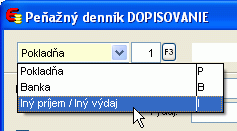 Peňažný denník DOPISOVANIE
Pokladňa 1 F3
Pokladňa P
Banka B
Iný príjem / Iný výdaj I